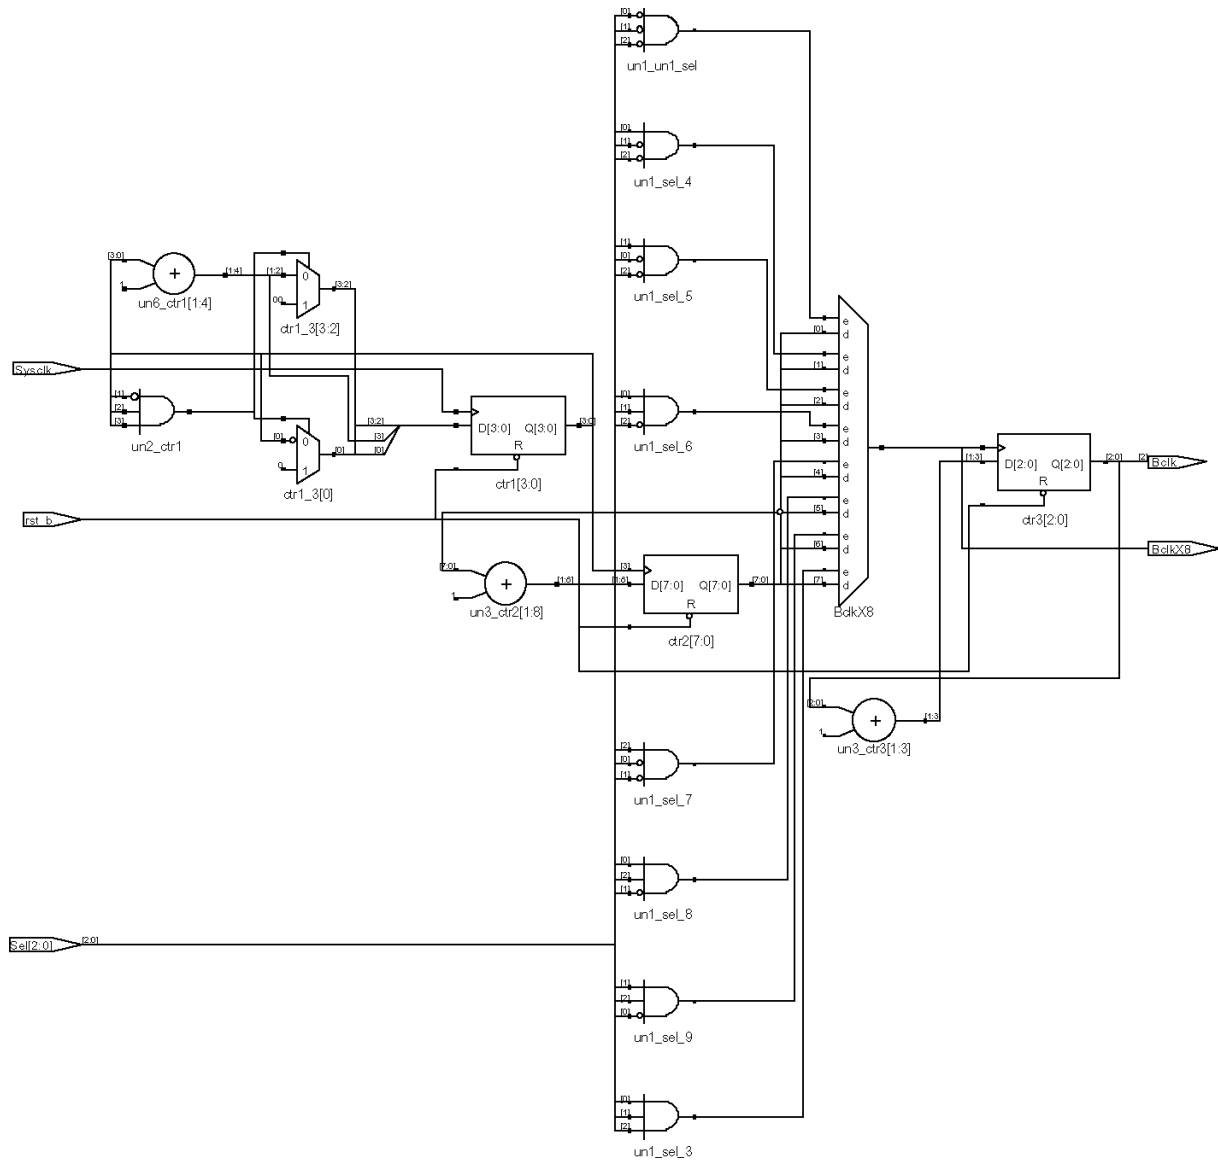 [0]
[1]
[2]
un1_un1_sel
[0]
[1]
[2]
un1_sel_4
[1]
[0]
[2]
un1_sel_5
[3:0]
1
[1:4]
[1:2]
un6_ctr1[1:4]
0
00
1
[3:2]
ctr1_3[3:2]
Sysclk
[1]
[2]
[3]
un2_ctr1
[0]
0
0
1
[0]
ctr1_3[0]
[3:2]
[3]
[0]
D[3:0] Q[3:0]
R
[3:0]
ctr1[3:0]
[0]
[1]
[2]
un1_sel_6
e
[0] d
e
[1] d
e
[2] d
e
[3] d
e
[4] d
e
[5] d
e
[6] d
e
[7] d
BclkX8
rst_b
[7:0]
1
un3_ctr2[1:8]
[3]
D[7:0] Q[7:0]
R
[7:0]
ctr2[7:0]
[1:3]
D[2:0] Q[2:0]
R
[2:0]
[2]
Bclk
ctr3[2:0]
BclkX8
[2:0]
1
[1:3
un3_ctr3[1:3]
[2]
[0]
[1]
un1_sel_7
[0]
[2]
[1]
un1_sel_8
Sel[2:0]
[2:0]
[1]
[2]
[0]
un1_sel_9
[0]
[1]
[2]
un1_sel_3